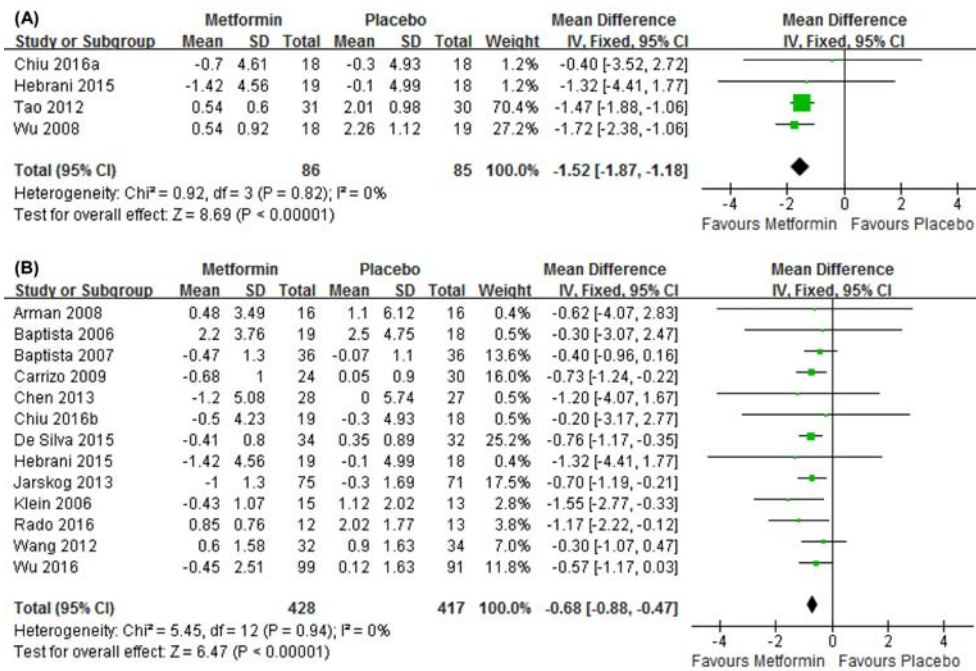 (A) Metformin Placebo Mean Difference Mean Difference
Study or Subgroup Mean SD Total Mean SD Total Weight IV, Fixed, 95% CI IV, Fixed, 95% CI
Chiu 2016a -0.7 4.61 18 -0.3 4.93 18 1.2% -0.40 [-3.52, 2.72]
Hebrani 2015 -1.42 4.56 19 -0.1 4.99 18 1.2% -1.32 [-4.41, 1.77]
Tao 2012 0.54 0.6 31 2.01 0.98 30 70.4% -1.47 [-1.88, -1.06]
Wu 2008 0.54 0.92 18 2.26 1.12 19 27.2% -1.72 [-2.38, -1.06]
Total (95% CI) 86 85 100.0% -1.52 [-1.87, -1.18]
Heterogeneity: Chi² = 0.92, df = 3 (P = 0.82); I² = 0%
Test for overall effect: Z = 8.69 (P < 0.00001)
-4 -2 0 2 4
Favours Metformin Favours Placebo
(B) Metformin Placebo Mean Difference Mean Difference
Study or Subgroup Mean SD Total Mean SD Total Weight IV, Fixed, 95% CI IV, Fixed, 95% CI
Arman 2008 0.48 3.49 16 1.1 6.12 16 0.4% -0.62 [-4.07, 2.83]
Baptista 2006 2.2 3.76 19 2.5 4.75 18 0.5% -0.30 [-3.07, 2.47]
Baptista 2007 -0.47 1.3 36 -0.07 1.1 36 13.6% -0.40 [-0.96, 0.16]
Carrizo 2009 -0.68 1 24 0.05 0.9 30 16.0% -0.73 [-1.24, -0.22]
Chen 2013 -1.2 5.08 28 0 5.74 27 0.5% -1.20 [-4.07, 1.67]
Chiu 2016b -0.5 4.23 19 -0.3 4.93 18 0.5% -0.20 [-3.17, 2.77]
De Silva 2015 -0.41 0.8 34 0.35 0.89 32 25.2% -0.76 [-1.17, -0.35]
Hebrani 2015 -1.42 4.56 19 -0.1 4.99 18 0.4% -1.32 [-4.41, 1.77]
Jarskog 2013 -1 1.3 75 -0.3 1.69 71 17.5% -0.70 [-1.19, -0.21]
Klein 2006 -0.43 1.07 15 1.12 2.02 13 2.8% -1.55 [-2.77, -0.33]
Rado 2016 0.85 0.76 12 2.02 1.77 13 3.8% -1.17 [-2.22, -0.12]
Wang 2012 0.6 1.58 32 0.9 1.63 34 7.0% -0.30 [-1.07, 0.47]
Wu 2016 -0.45 2.51 99 0.12 1.63 91 11.8% -0.57 [-1.17, 0.03]
Total (95% CI) 428 417 100.0% -0.68 [-0.88, -0.47]
Heterogeneity: Chi² = 5.45, df = 12 (P = 0.94); I² = 0%
Test for overall effect: Z = 6.47 (P < 0.00001)
-4 -2 0 2 4
Favours Metformin Favours Placebo